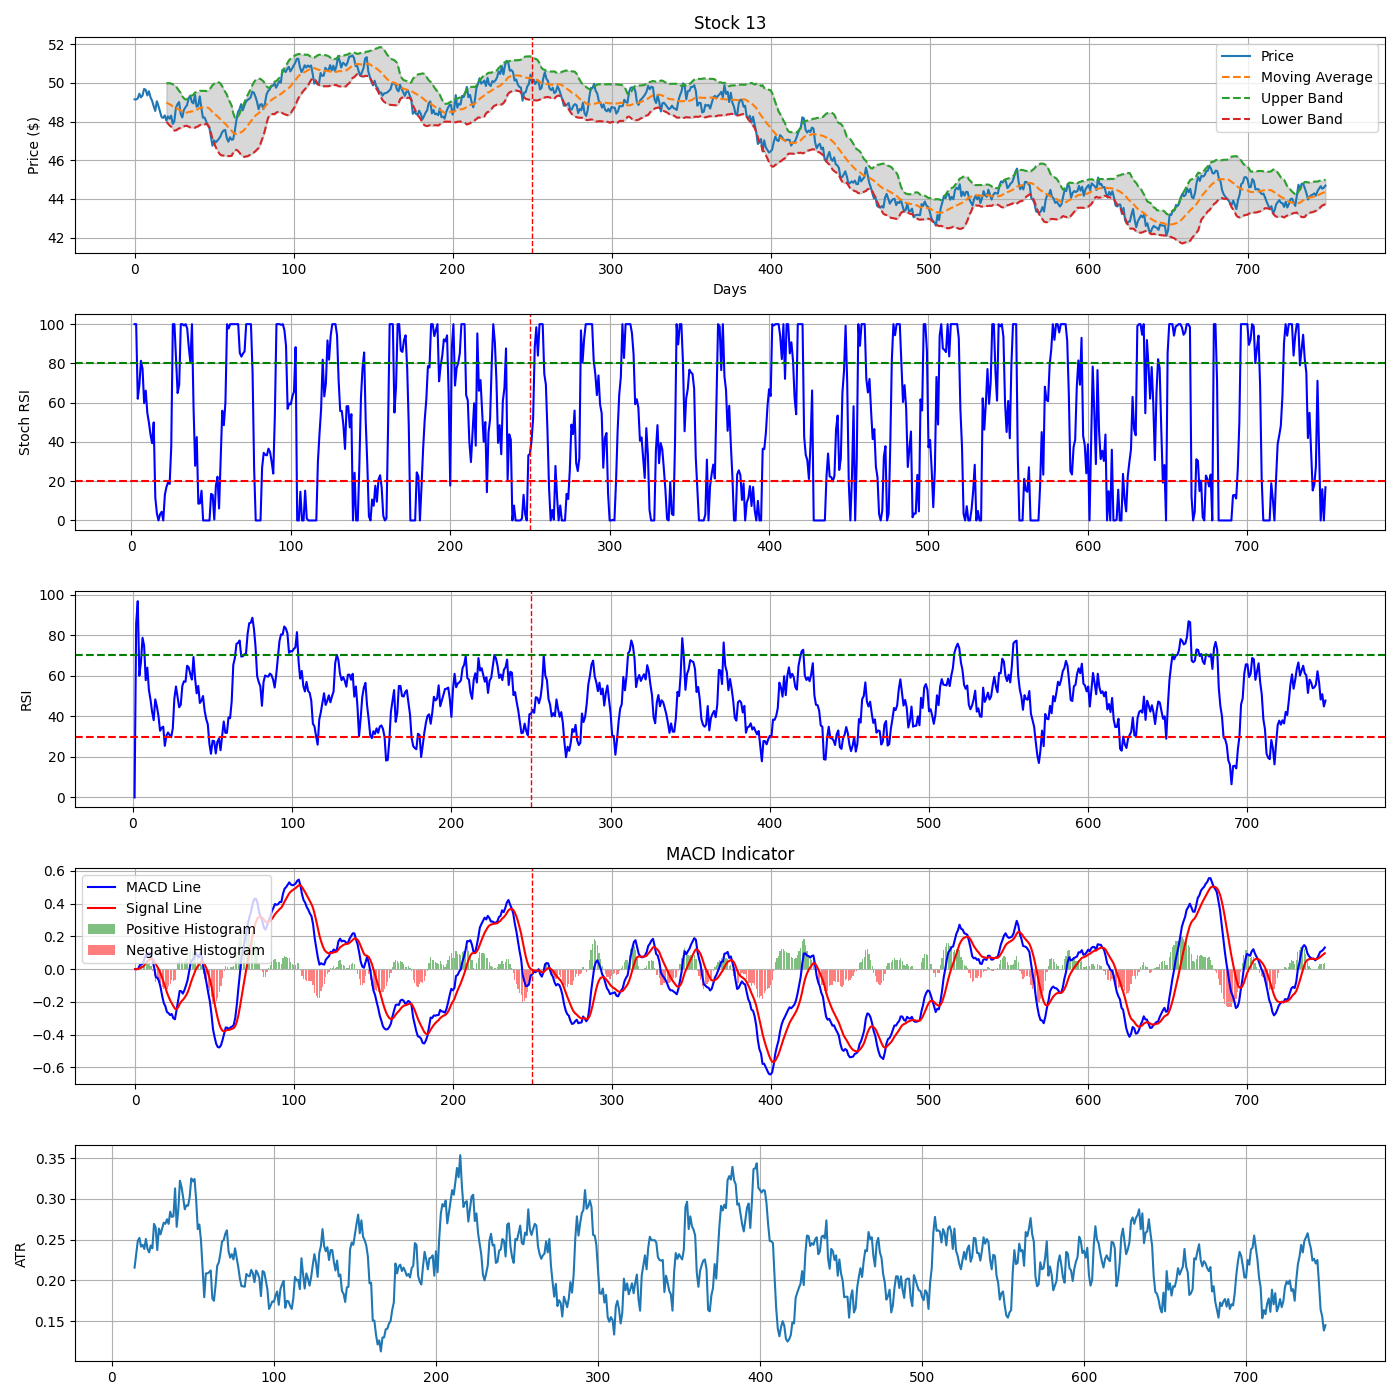 Stock 13
Price ($)
52
50
48
46
44
42
Price
Moving Average
Upper Band
Lower Band
0 100 200 300 400 500 600 700
Days
Stoch RSI
100
80
60
40
20
0
0 100 200 300 400 500 600 700
RSI
100
80
60
40
20
0
0 100 200 300 400 500 600 700
MACD Indicator
0.6
0.4
0.2
0.0
−0.2
−0.4
−0.6
MACD Line
Signal Line
Positive Histogram
Negative Histogram
0 100 200 300 400 500 600 700
ATR
0.35
0.30
0.25
0.20
0.15
0 100 200 300 400 500 600 700